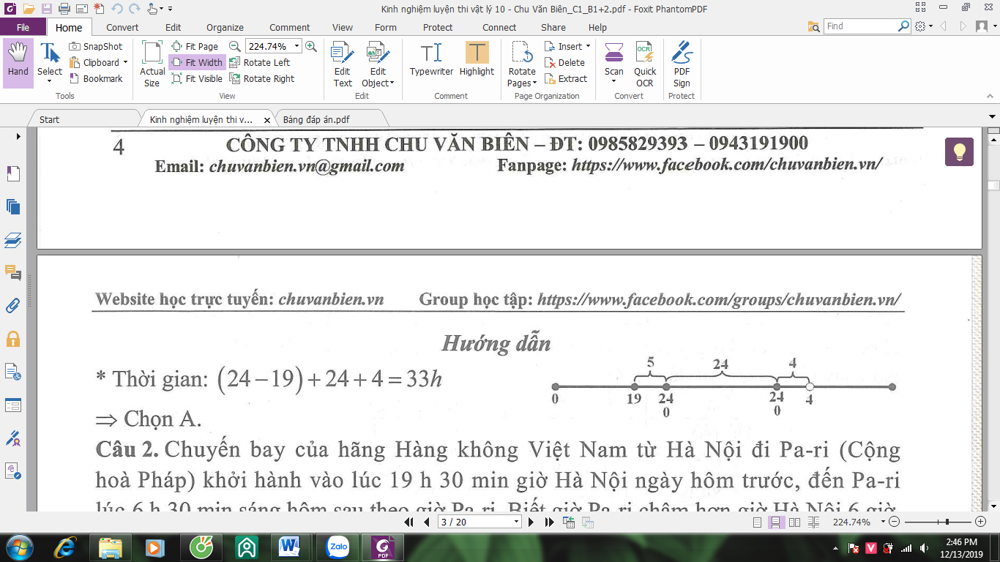 Kinh nghiệm luyện thi vật lý 10 - Chu Văn Biên_C1_B1+2.pdf - Foxit PhantomPDF
File Home Convert Edit Organize Comment View Form Protect Connect Share Help Find
Hand
Select
SnapShot
Clipboard
Bookmark
Tools
Actual Size
Fit Page
Fit Width
Fit Visible
224.74%
Rotate Left
Rotate Right
View
Edit Text
Edit Object
Edit
Typewriter
Highlight
Comment
Rotate Pages
Insert
Delete
Extract
Page Organization
Scan
Quick OCR
Convert
PDF Sign
Protect
Start
Kinh nghiệm luyện thi v...
Bảng đáp án.pdf
4 CÔNG TY TNHH CHU VĂN BIÊN – ĐT: 0985829393 – 0943191900
Email: chuvanbien.vn@gmail.com Fanpage: https://www.facebook.com/chuvanbien.vn/
Website học trực tuyến: chuvanbien.vn Group học tập: https://www.facebook.com/groups/chuvanbien.vn/
Hướng dẫn
* Thời gian: (24 − 19) + 24 + 4 = 33h
5 24 4
0 19 24 24 4
0 0
⇒ Chọn A.
Câu 2. Chuyến bay của hãng Hàng không Việt Nam từ Hà Nội đi Pa-ri (Cộng
hoà Pháp) khởi hành vào lúc 19 h 30 min giờ Hà Nội ngày hôm trước, đến Pa-ri
lúc 6 h 30 min sáng hôm sau theo giờ Pa-ri. Biết giờ Pa-ri chậm hơn giờ Hà Nội 6 giờ
3 / 20
224.74%
W
Zalo
PDF
V
2:46 PM
12/13/2019